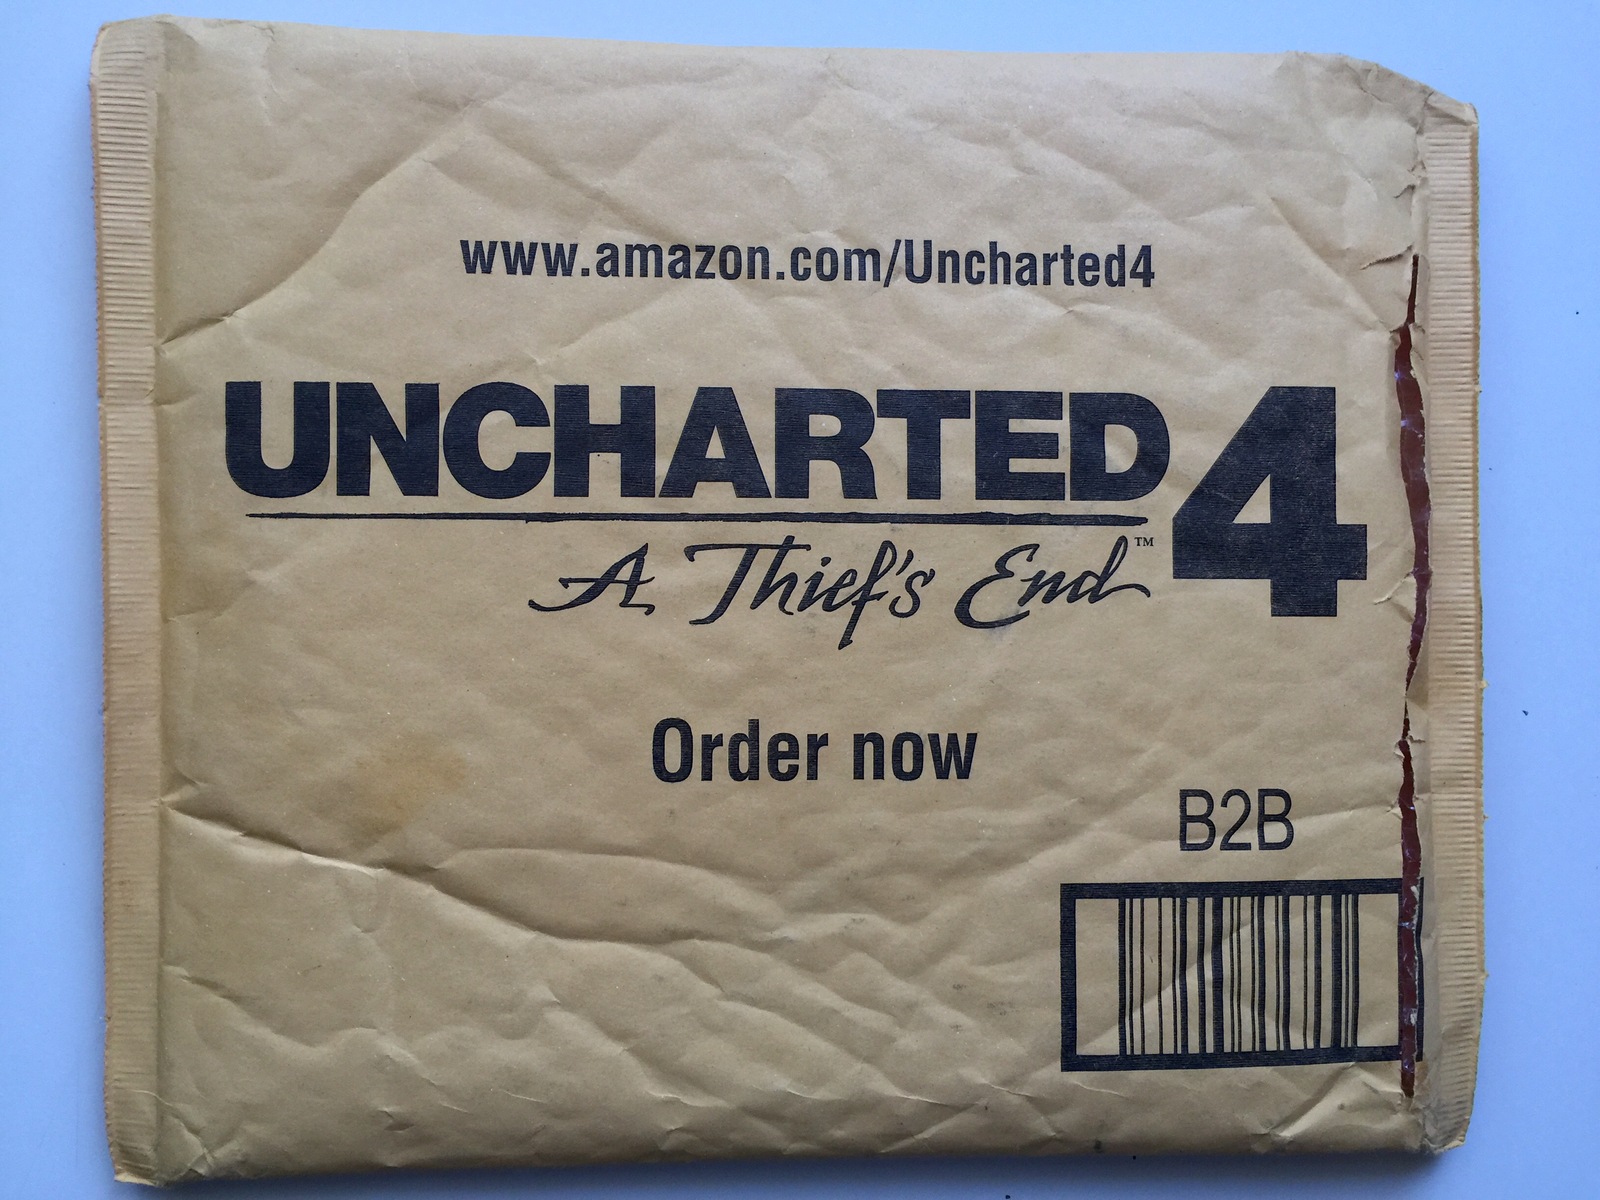 www.amazon.com/Uncharted4
UNCHARTED 4
A Thief's End™
Order now
B2B